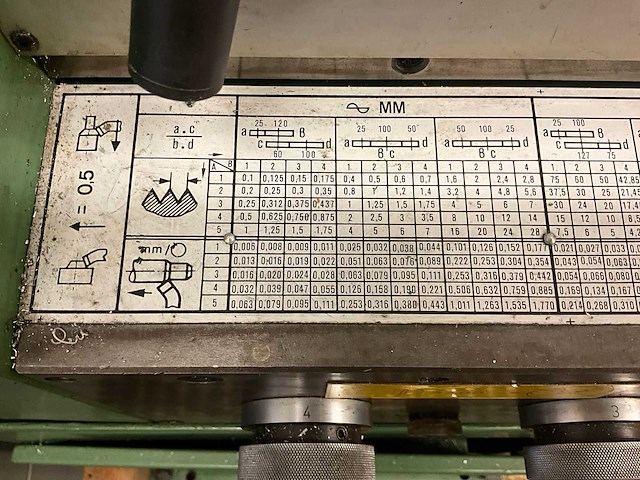 MM
25 120 25 100 50 50 100 25 25 100
a.c a B a d a d a
b.d c d B c B c
60 100 127 75
A B 1 2 3 4 1 2 3 4 1 2 3 4 1 2 3 4
1 0,1 0,125 0,15 0,175 0,4 0,5 0,6 0,7 1,6 2 2,4 2,8 75 60 50 42,85
2 0,2 0,25 0,3 0,35 0,8 1 1,2 1,4 3,2 4 4,8 5,6 37,5 30 25 21,45
3 0,25 0,312 0,375 0,437 1 1,25 1,5 1,75 4 5 6 7 30 24 20
4 0,5 0,625 0,750 0,875 2 2,5 3 3,5 8 10 12 14 15 12 10
5 1 1,25 1,5 1,75 4 5 6 7 16 20 24 28 7,5 6 5
= 0.5
mm/
1 0,006 0,008 0,009 0,011 0,025 0,032 0,038 0,044 0,101 0,126 0,152 0,021 0,027 0,033
2 0,013 0,016 0,019 0,022 0,051 0,063 0,076 0,089 0,222 0,253 0,304 0,354 0,043 0,054 0,063
3 0,016 0,020 0,024 0,028 0,063 0,079 0,095 0,111 0,253 0,316 0,379 0,442 0,054 0,066 0,080
4 0,032 0,039 0,047 0,055 0,126 0,158 0,190 0,221 0,506 0,632 0,759 0,885 0,169 0,134 0,167
5 0,063 0,079 0,095 0,111 0,253 0,316 0,380 0,443 1,011 1,263 1,535 1,770 0,214 0,268 0,310
4 3